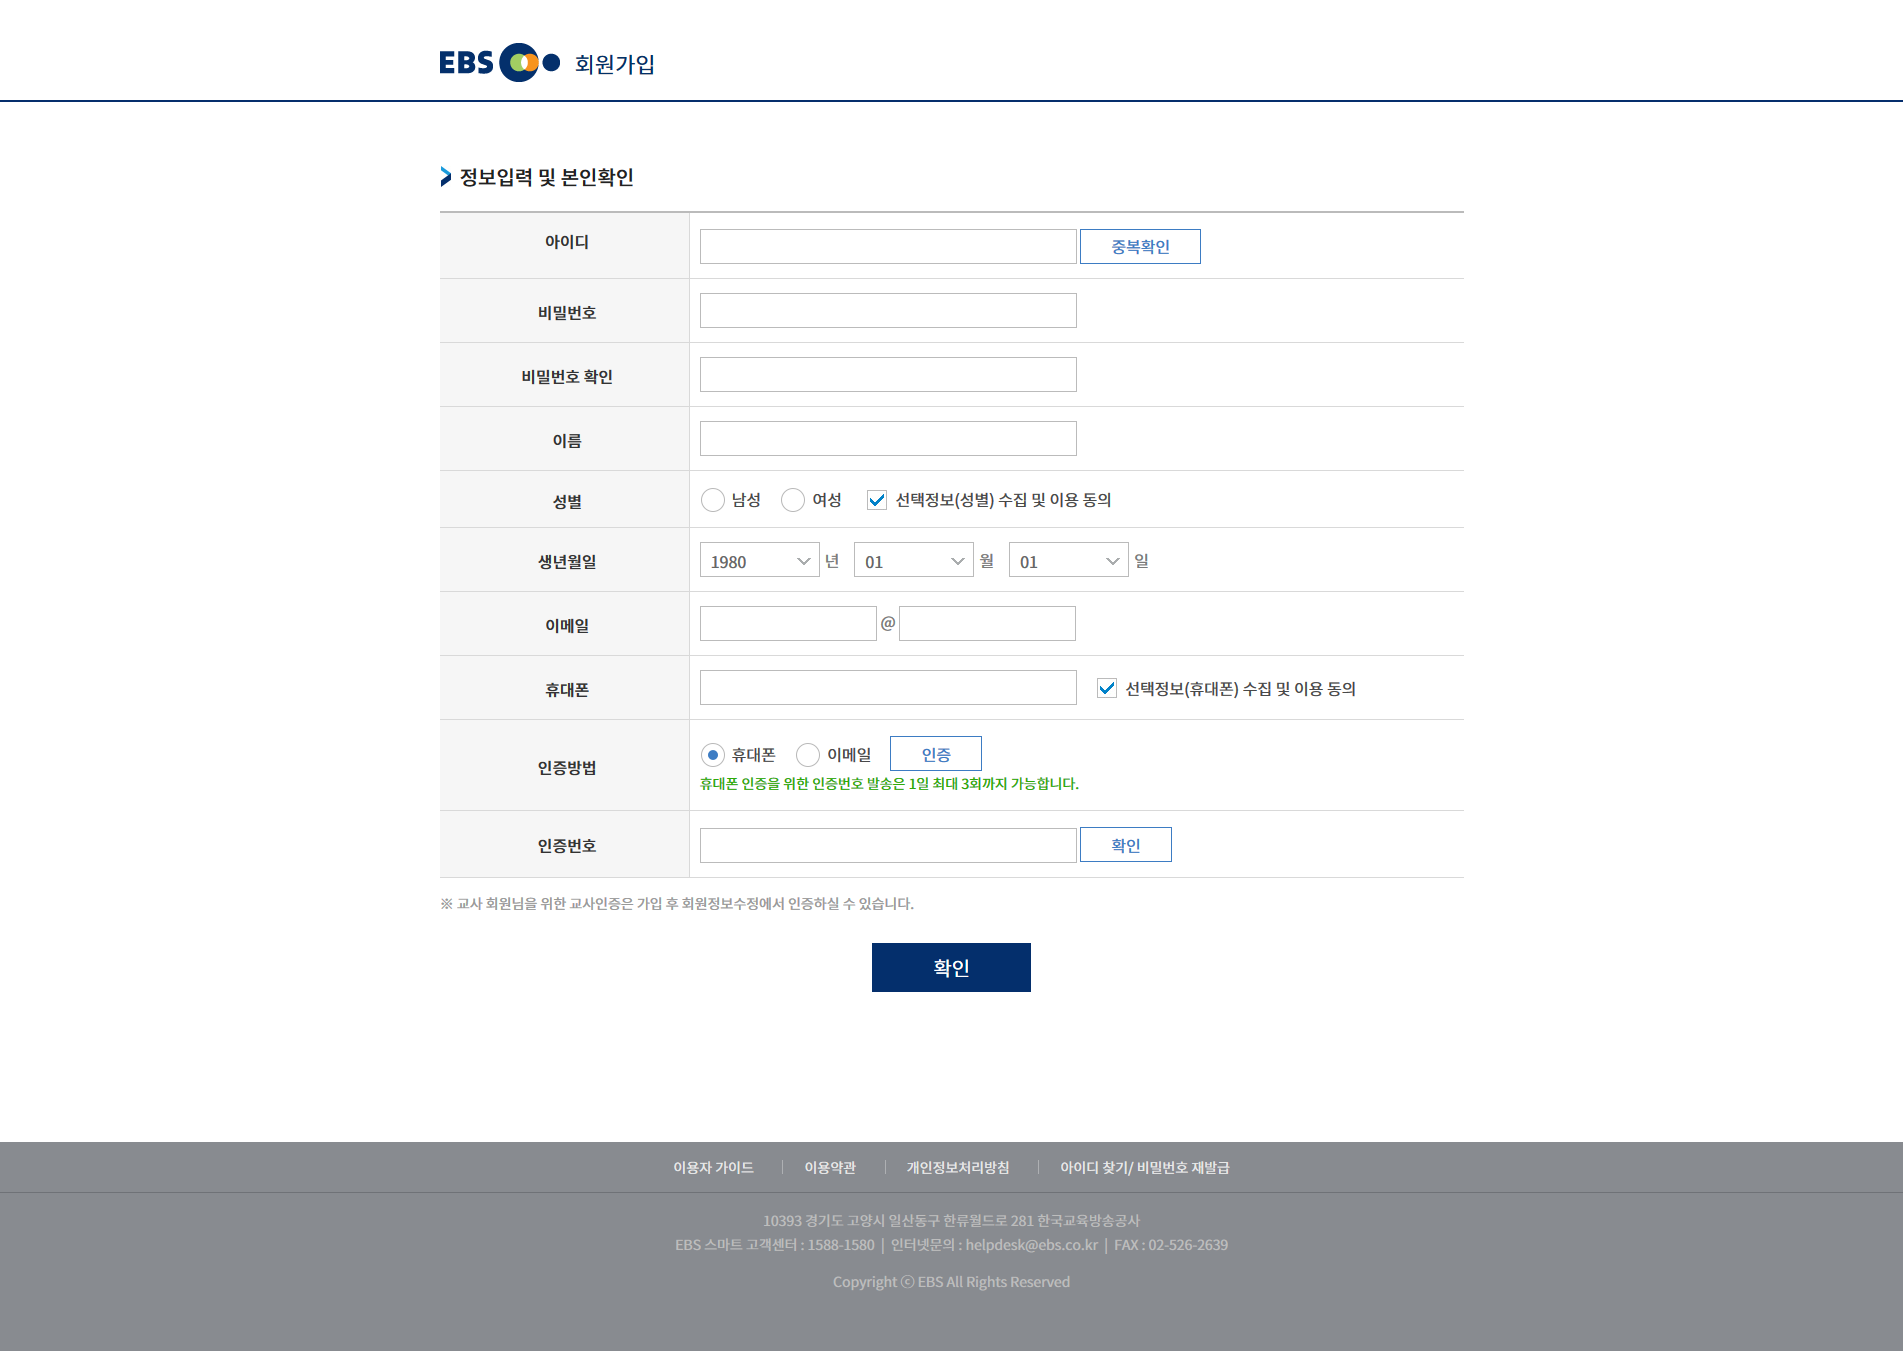 EBS 회원가입
정보입력 및 본인확인
아이디 중복확인
비밀번호
비밀번호 확인
이름
성별 남성 여성 선택정보(성별) 수집 및 이용 동의
생년월일 1980 년 01 월 01 일
이메일 @
휴대폰 선택정보(휴대폰) 수집 및 이용 동의
인증방법 휴대폰 이메일 인증
휴대폰 인증을 위한 인증번호 발송은 1일 최대 3회까지 가능합니다.
인증번호 확인
※ 교사 회원님을 위한 교사인증은 가입 후 회원정보수정에서 인증하실 수 있습니다.
확인
이용자 가이드 이용약관 개인정보처리방침 아이디 찾기/ 비밀번호 재발급
10393 경기도 고양시 일산동구 한류월드로 281 한국교육방송공사
EBS 스마트 고객센터 : 1588-1580 | 인터넷문의 : helpdesk@ebs.co.kr | FAX : 02-526-2639
Copyright ⓒ EBS All Rights Reserved